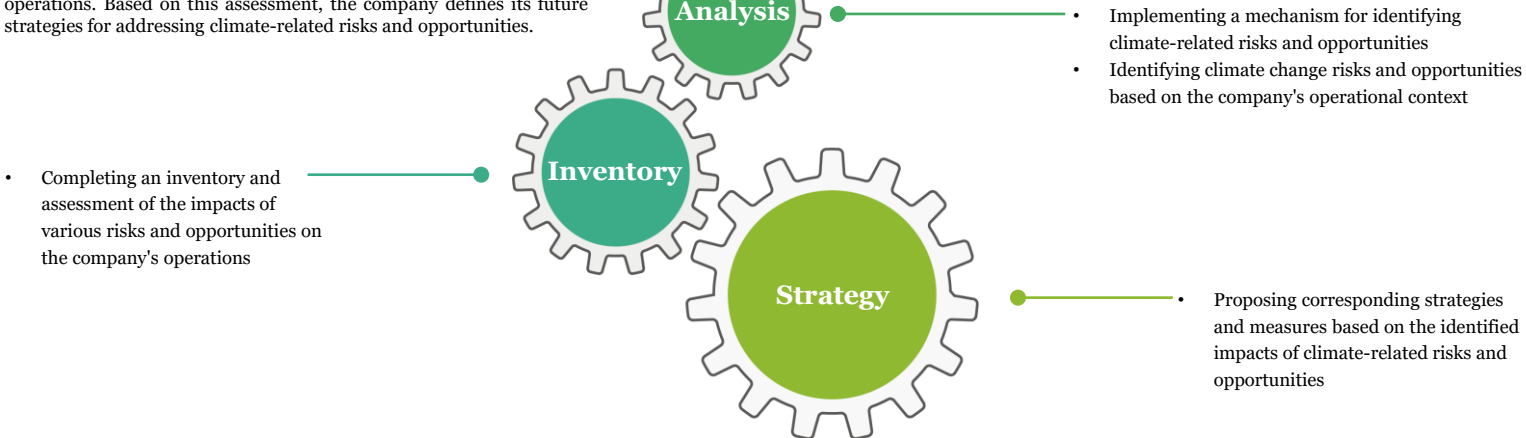 operations. Based on this assessment, the company defines its future
strategies for addressing climate-related risks and opportunities.
Analysis
• Implementing a mechanism for identifying
climate-related risks and opportunities
• Identifying climate change risks and opportunities
based on the company's operational context
Inventory
• Completing an inventory and
assessment of the impacts of
various risks and opportunities on
the company's operations
Strategy
• Proposing corresponding strategies
and measures based on the identified
impacts of climate-related risks and
opportunities